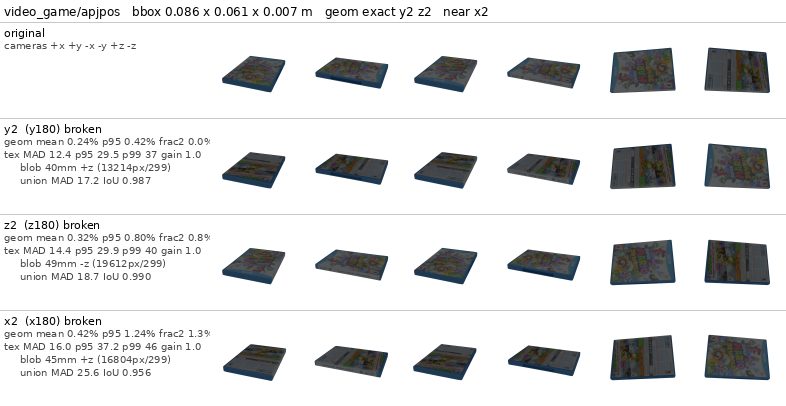 video_game/apjpos   bbox 0.086 x 0.061 x 0.007 m   geom exact y2 z2   near x2
original
cameras +x +y -x -y +z -z
y2  (y180) broken
geom mean 0.24% p95 0.42% frac2 0.0%
tex MAD 12.4 p95 29.5 p99 37 gain 1.0
blob 40mm +z (13214px/299)
union MAD 17.2 IoU 0.987
z2  (z180) broken
geom mean 0.32% p95 0.80% frac2 0.8%
tex MAD 14.4 p95 29.9 p99 40 gain 1.0
blob 49mm -z (19612px/299)
union MAD 18.7 IoU 0.990
x2  (x180) broken
geom mean 0.42% p95 1.24% frac2 1.3%
tex MAD 16.0 p95 37.2 p99 46 gain 1.0
blob 45mm +z (16804px/299)
union MAD 25.6 IoU 0.956